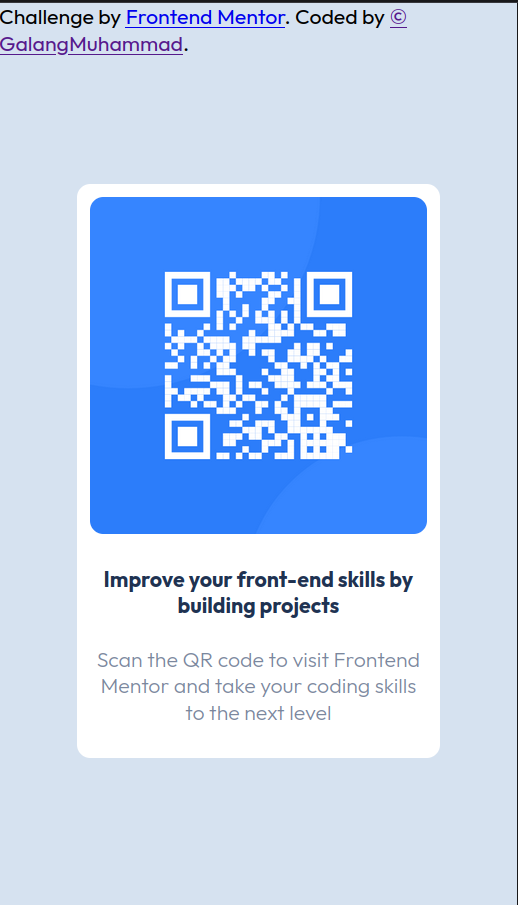 Challenge by Frontend Mentor. Coded by ©
GalangMuhammad.
Improve your front-end skills by
building projects
Scan the QR code to visit Frontend
Mentor and take your coding skills
to the next level